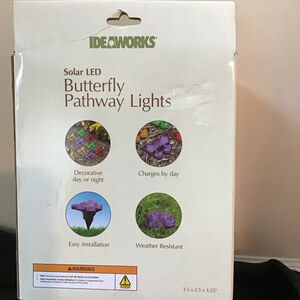 IDEAWORKS®
Solar LED
Butterfly
Pathway Lights
Decorative
day or night
Charges by day
Easy installation
Weather Resistant
WARNING
3.5 x 2.5 x 3.35"